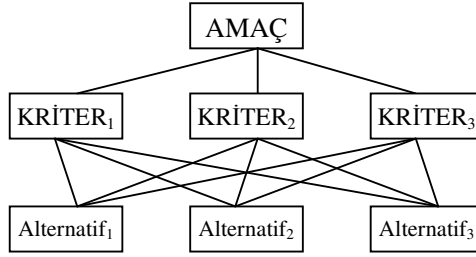 AMAÇ
KRİTER₁ KRİTER₂ KRİTER₃
Alternatif₁ Alternatif₂ Alternatif₃